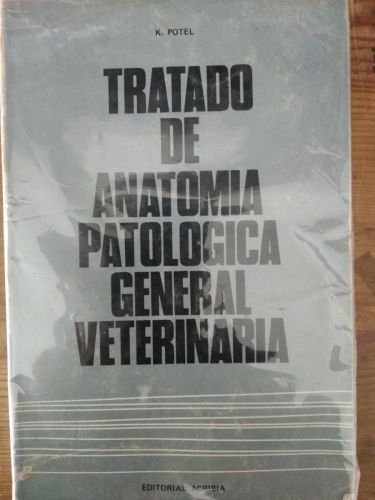 K. POTEL
TRATADO
DE
ANATOMIA
PATOLOGICA
GENERAL
VETERINARIA
EDITORIAL ACRIBIA